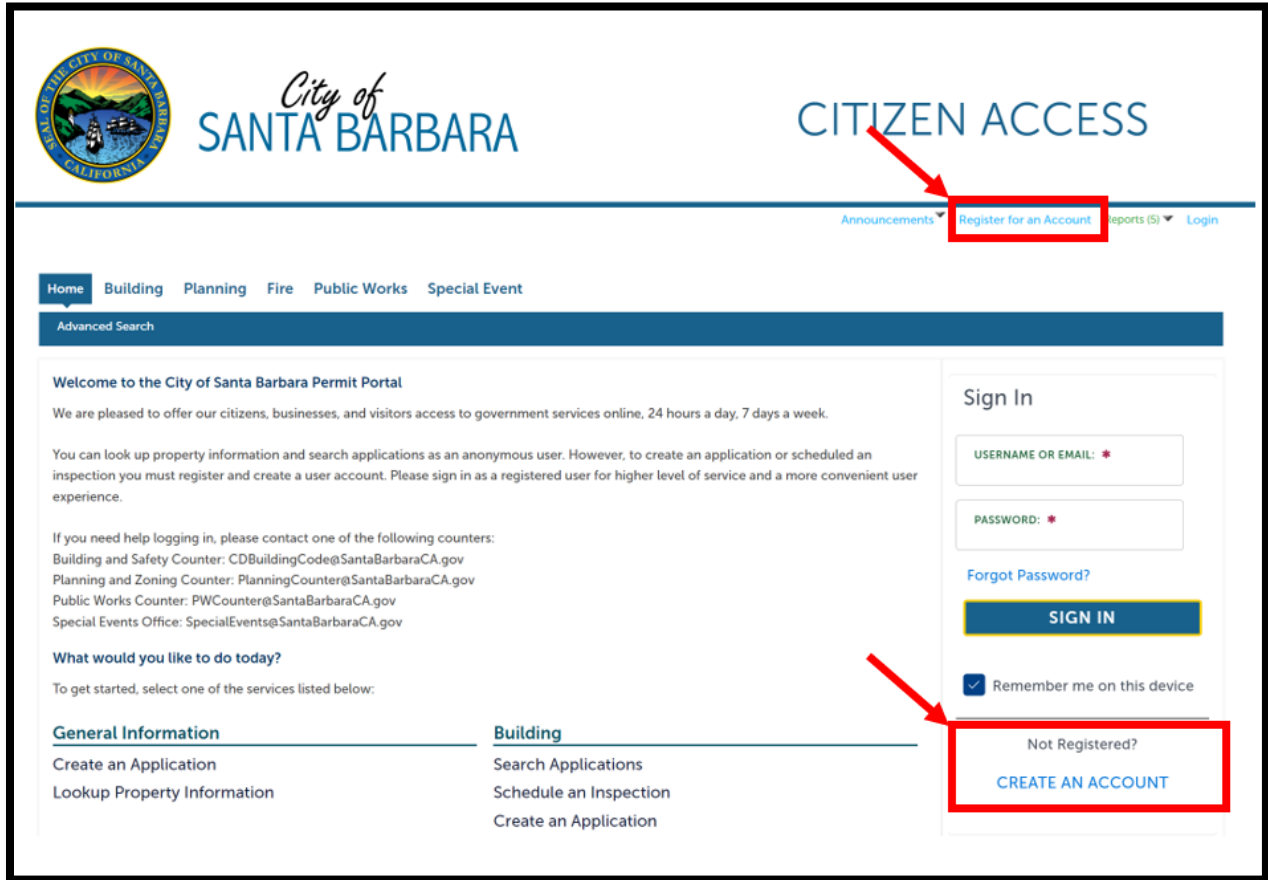 SEAL OF THE CITY OF SANTA BARBARA
CALIFORNIA
City of
SANTA BARBARA
CITIZEN ACCESS
Announcements Register for an Account Reports (5) Login
Home Building Planning Fire Public Works Special Event
Advanced Search
Welcome to the City of Santa Barbara Permit Portal
We are pleased to offer our citizens, businesses, and visitors access to government services online, 24 hours a day, 7 days a week.
You can look up property information and search applications as an anonymous user. However, to create an application or scheduled an
inspection you must register and create a user account. Please sign in as a registered user for higher level of service and a more convenient user
experience.
If you need help logging in, please contact one of the following counters:
Building and Safety Counter: CDBuildingCode@SantaBarbaraCA.gov
Planning and Zoning Counter: PlanningCounter@SantaBarbaraCA.gov
Public Works Counter: PWCounter@SantaBarbaraCA.gov
Special Events Office: SpecialEvents@SantaBarbaraCA.gov
What would you like to do today?
To get started, select one of the services listed below:
General Information
Create an Application
Lookup Property Information
Building
Search Applications
Schedule an Inspection
Create an Application
Sign In
USERNAME OR EMAIL: *
PASSWORD: *
Forgot Password?
SIGN IN
Remember me on this device
Not Registered?
CREATE AN ACCOUNT